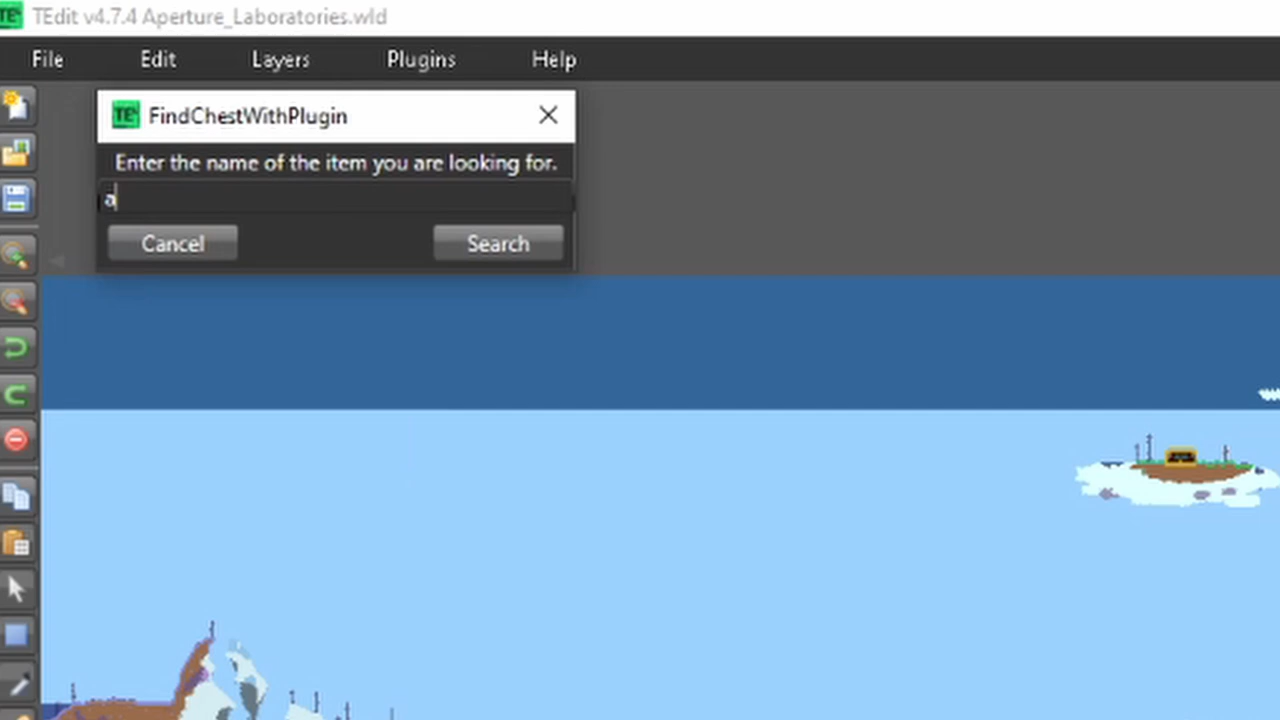 TEdit v4.7.4 Aperture_Laboratories.wld
File Edit Layers Plugins Help
FindChestWithPlugin
Enter the name of the item you are looking for.
a
Cancel Search